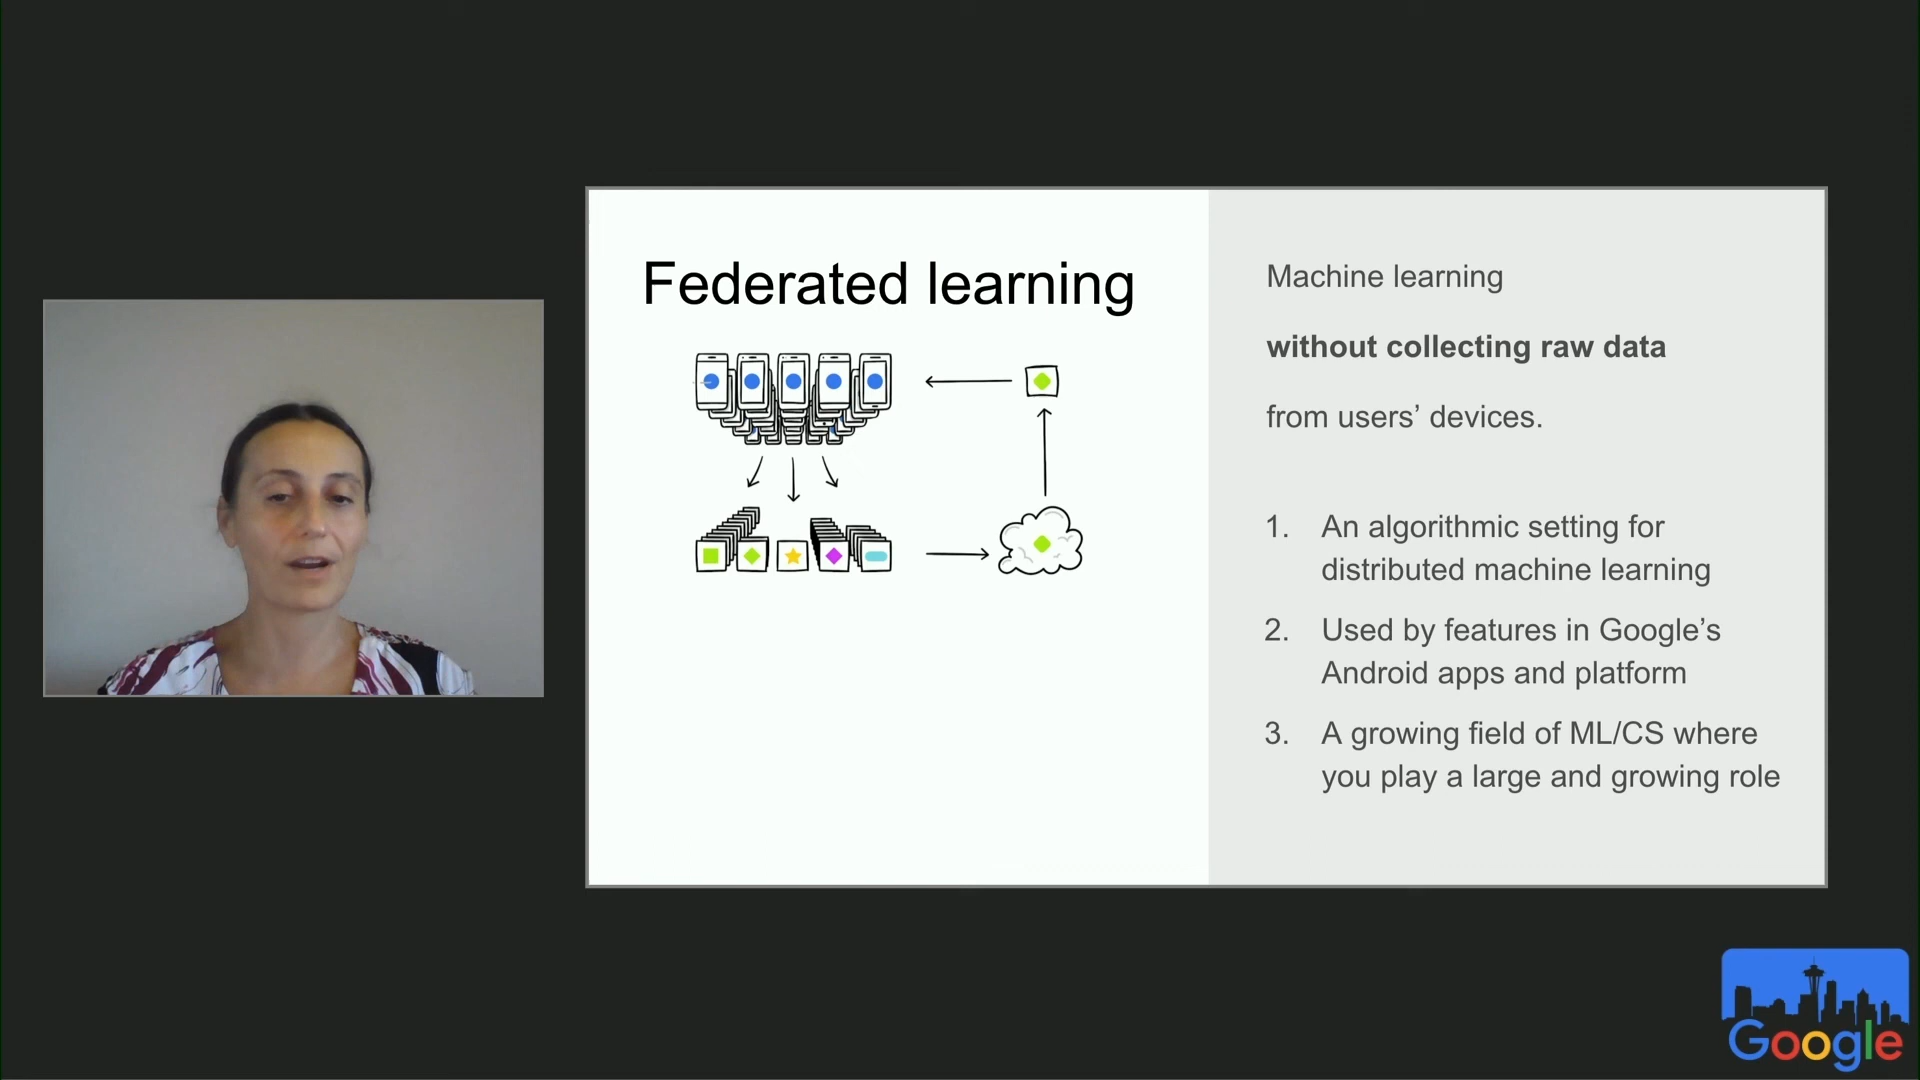 Federated learning
Machine learning
without collecting raw data
from users’ devices.
1. An algorithmic setting for
distributed machine learning
2. Used by features in Google’s
Android apps and platform
3. A growing field of ML/CS where
you play a large and growing role
Google